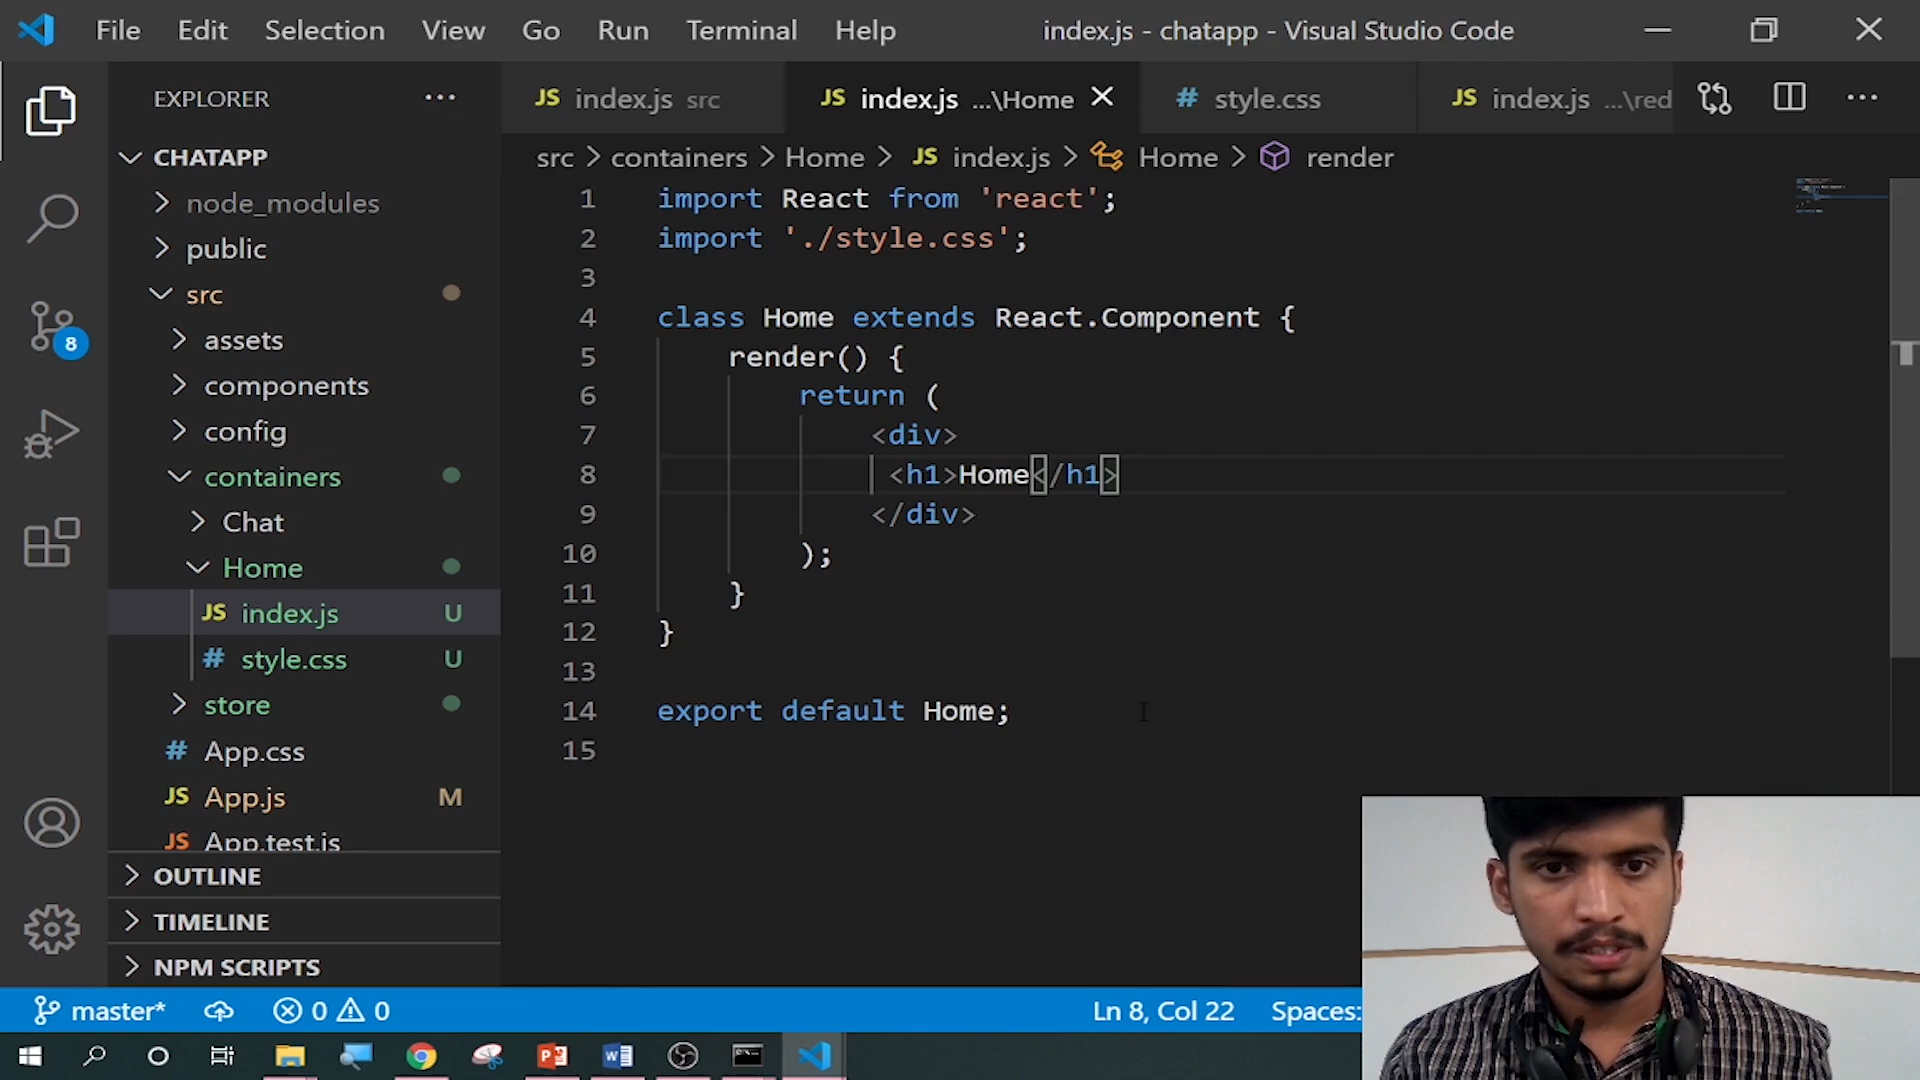 File Edit Selection View Go Run Terminal Help index.js - chatapp - Visual Studio Code
EXPLORER
index.js src
index.js ...\Home
style.css
index.js ...\red
src > containers > Home > JS index.js > Home > render
CHATAPP
node_modules
public
src
assets
components
config
containers
Chat
Home
JS index.js U
# style.css U
store
# App.css
JS App.js M
JS App.test.js
OUTLINE
TIMELINE
NPM SCRIPTS
8
1 import React from 'react';
2 import './style.css';
3
4 class Home extends React.Component {
5 render() {
6 return (
7 <div>
8 <h1>Home</h1>
9 </div>
10 );
11 }
12 }
13
14 export default Home;
15
master* 0 0 Ln 8, Col 22 Spaces: